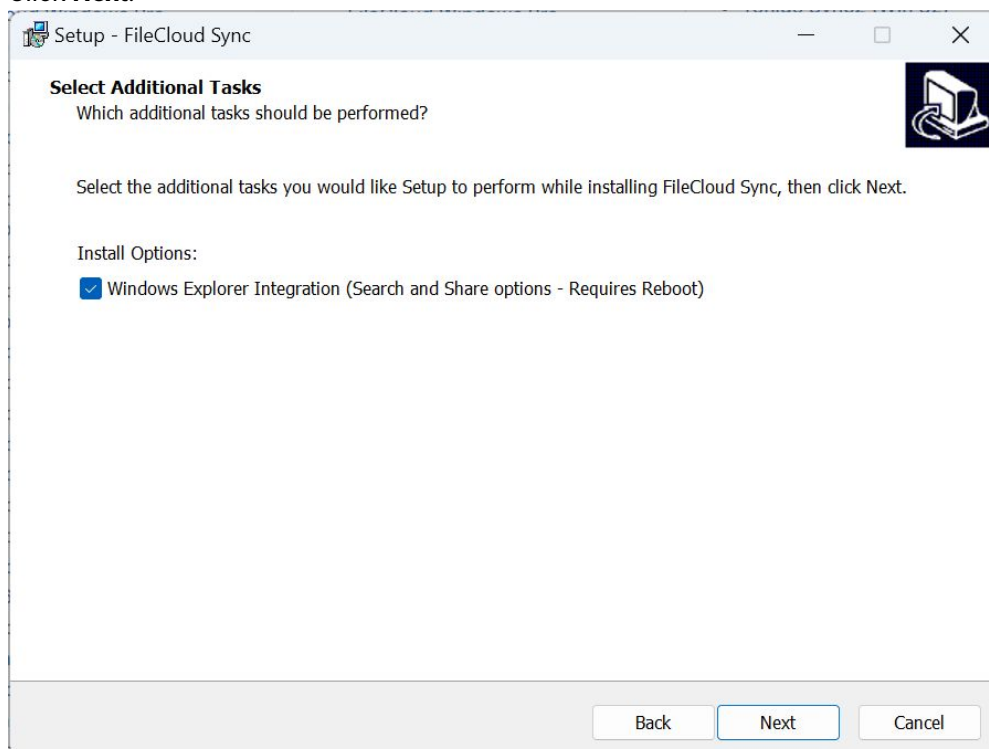 Click Next.
Setup - FileCloud Sync
Select Additional Tasks
Which additional tasks should be performed?
Select the additional tasks you would like Setup to perform while installing FileCloud Sync, then click Next.
Install Options:
Windows Explorer Integration (Search and Share options - Requires Reboot)
Back Next Cancel